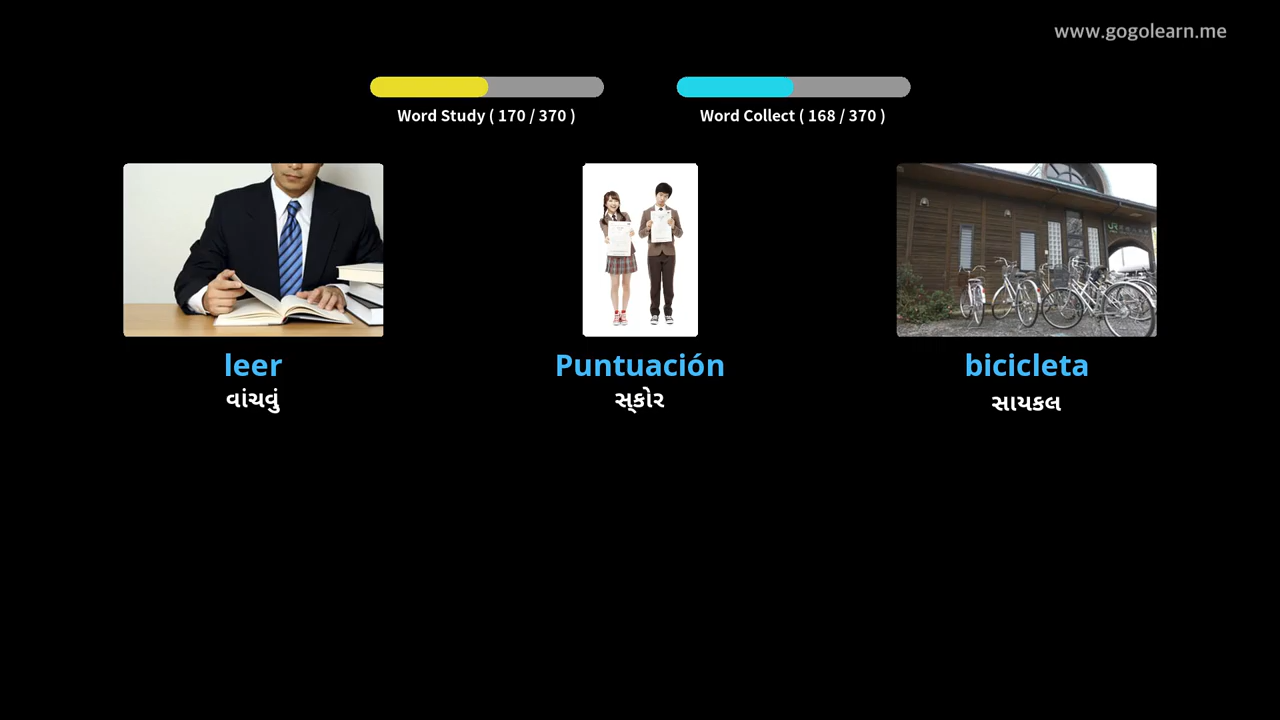 www.gogolearn.me
Word Study ( 170 / 370 )
Word Collect ( 168 / 370 )
leer
વાંચવું
Puntuación
સ્કોર
bicicleta
સાયકલ